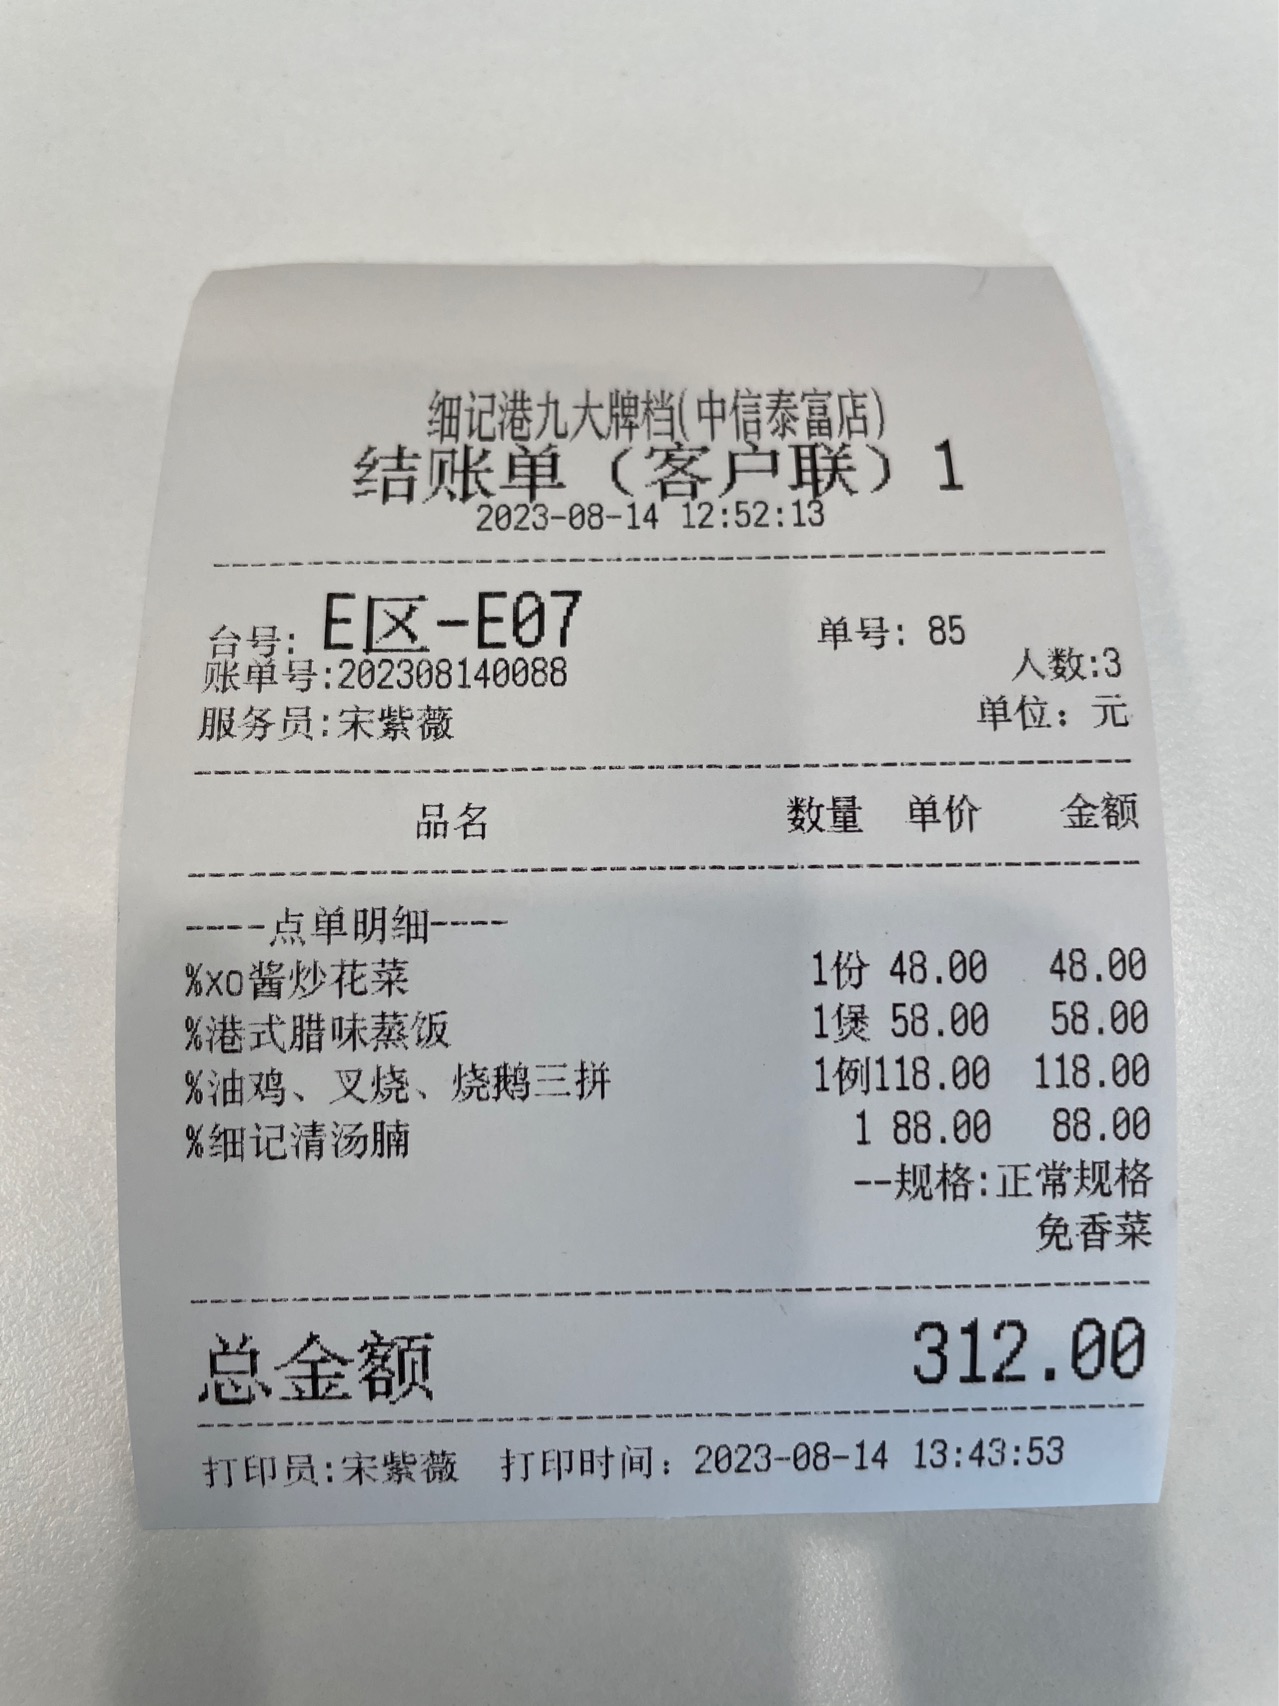 细记港九大牌档(中信泰富店)
结账单（客户联）1
2023-08-14 12:52:13
台号: E区-E07 单号: 85
账单号:202308140088 人数:3
服务员:宋紫薇 单位: 元
品名 数量 单价 金额
----点单明细----
%xo酱炒花菜 1份 48.00 48.00
%港式腊味蒸饭 1煲 58.00 58.00
%油鸡、叉烧、烧鹅三拼 1例118.00 118.00
%细记清汤腩 1 88.00 88.00
--规格:正常规格
免香菜
总金额 312.00
打印员:宋紫薇 打印时间: 2023-08-14 13:43:53